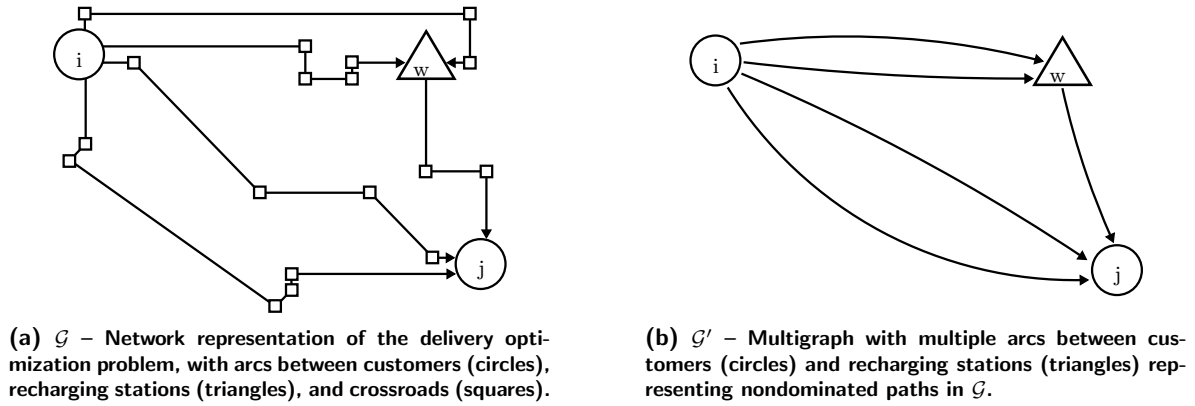 i
w
j
(a) 𝒢 – Network representation of the delivery opti-
mization problem, with arcs between customers (circles),
recharging stations (triangles), and crossroads (squares).
i
w
j
(b) 𝒢′ – Multigraph with multiple arcs between cus-
tomers (circles) and recharging stations (triangles) rep-
resenting nondominated paths in 𝒢.